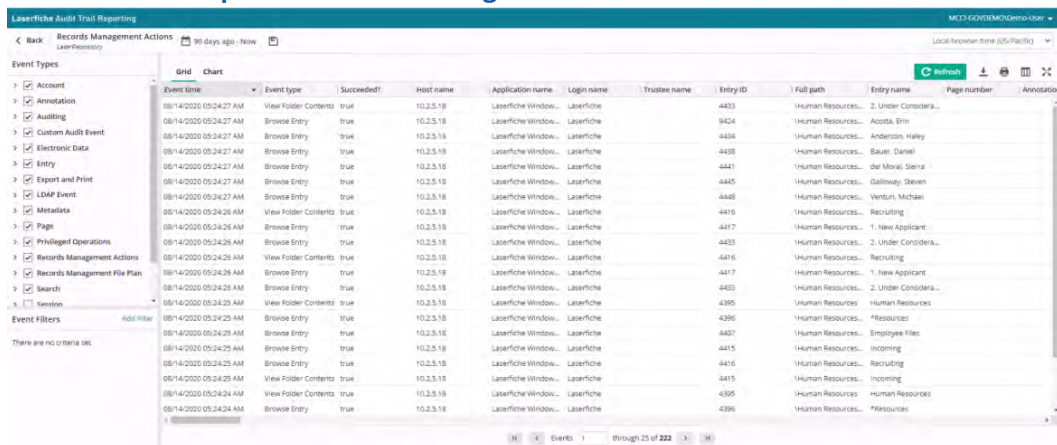 Laserfiche Audit Trail Reporting MCCI-GOVDEMO\Demo-User
Back Records Management Actions 90 days ago - Now Local browser time (US/Pacific)
LaserRepository
Event Types
Grid Chart Refresh
Event time Event type Succeeded? Host name Application name Login name Trustee name Entry ID Full path Entry name Page number Annotatio
Account
Annotation
Auditing
Custom Audit Event
Electronic Data
Entry
Export and Print
LDAP Event
Metadata
Page
Privileged Operations
Records Management Actions
Records Management File Plan
Search
Session
Event Filters Add Filter
There are no criteria set
08/14/2020 05:24:27 AM View Folder Contents true 10.2.5.18 Laserfiche Window... Laserfiche 4433 \Human Resources... 2. Under Considera...
08/14/2020 05:24:27 AM Browse Entry true 10.2.5.18 Laserfiche Window... Laserfiche 9424 \Human Resources... Acosta, Erin
08/14/2020 05:24:27 AM Browse Entry true 10.2.5.18 Laserfiche Window... Laserfiche 4434 \Human Resources... Anderson, Haley
08/14/2020 05:24:27 AM Browse Entry true 10.2.5.18 Laserfiche Window... Laserfiche 4438 \Human Resources... Bauer, Daniel
08/14/2020 05:24:27 AM Browse Entry true 10.2.5.18 Laserfiche Window... Laserfiche 4441 \Human Resources... del Moral, Sierra
08/14/2020 05:24:27 AM Browse Entry true 10.2.5.18 Laserfiche Window... Laserfiche 4445 \Human Resources... Galloway, Steven
08/14/2020 05:24:27 AM Browse Entry true 10.2.5.18 Laserfiche Window... Laserfiche 4448 \Human Resources... Venturi, Michael
08/14/2020 05:24:26 AM View Folder Contents true 10.2.5.18 Laserfiche Window... Laserfiche 4416 \Human Resources... Recruiting
08/14/2020 05:24:26 AM Browse Entry true 10.2.5.18 Laserfiche Window... Laserfiche 4417 \Human Resources... 1. New Applicant
08/14/2020 05:24:26 AM Browse Entry true 10.2.5.18 Laserfiche Window... Laserfiche 4433 \Human Resources... 2. Under Considera...
08/14/2020 05:24:26 AM View Folder Contents true 10.2.5.18 Laserfiche Window... Laserfiche 4416 \Human Resources... Recruiting
08/14/2020 05:24:26 AM Browse Entry true 10.2.5.18 Laserfiche Window... Laserfiche 4417 \Human Resources... 1. New Applicant
08/14/2020 05:24:26 AM Browse Entry true 10.2.5.18 Laserfiche Window... Laserfiche 4433 \Human Resources... 2. Under Considera...
08/14/2020 05:24:25 AM View Folder Contents true 10.2.5.18 Laserfiche Window... Laserfiche 4395 \Human Resources Human Resources
08/14/2020 05:24:25 AM Browse Entry true 10.2.5.18 Laserfiche Window... Laserfiche 4396 \Human Resources... *Resources
08/14/2020 05:24:25 AM Browse Entry true 10.2.5.18 Laserfiche Window... Laserfiche 4407 \Human Resources... Employee Files
08/14/2020 05:24:25 AM Browse Entry true 10.2.5.18 Laserfiche Window... Laserfiche 4415 \Human Resources... Incoming
08/14/2020 05:24:25 AM Browse Entry true 10.2.5.18 Laserfiche Window... Laserfiche 4416 \Human Resources... Recruiting
08/14/2020 05:24:25 AM View Folder Contents true 10.2.5.18 Laserfiche Window... Laserfiche 4415 \Human Resources... Incoming
08/14/2020 05:24:24 AM View Folder Contents true 10.2.5.18 Laserfiche Window... Laserfiche 4395 \Human Resources Human Resources
08/14/2020 05:24:24 AM Browse Entry true 10.2.5.18 Laserfiche Window... Laserfiche 4396 \Human Resources... *Resources
Events 1 through 25 of 222